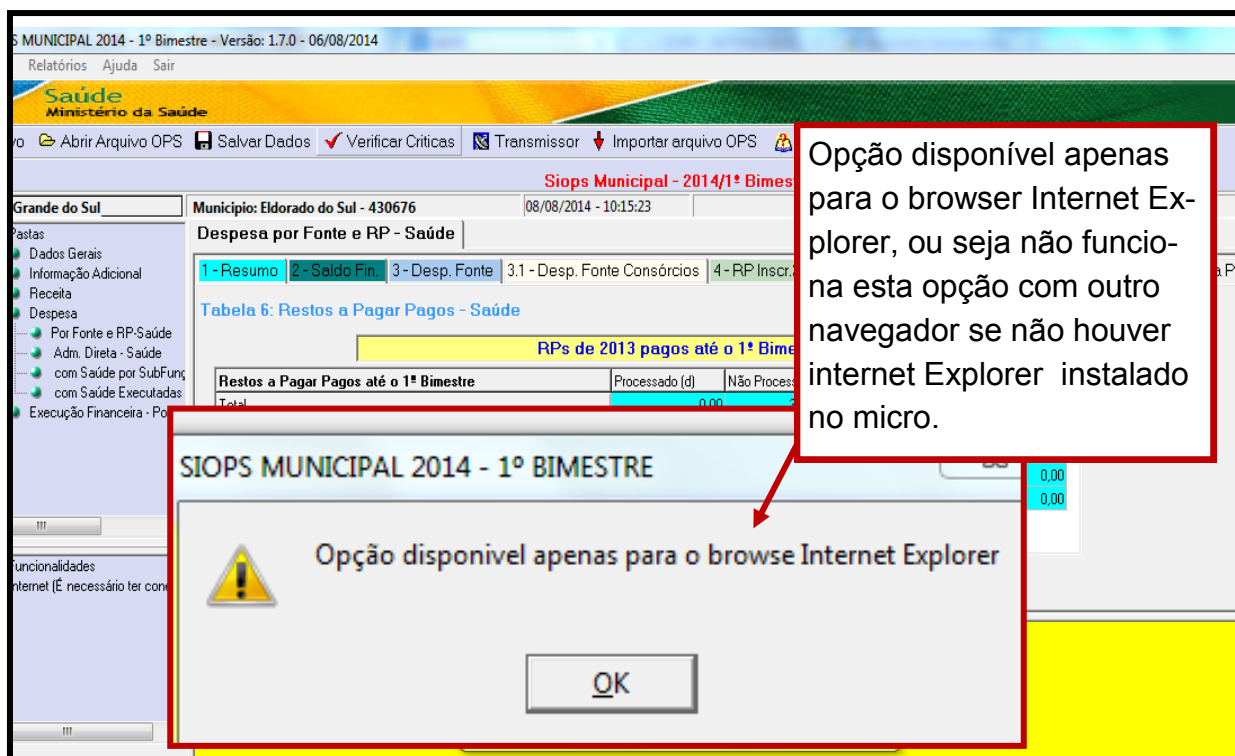 S MUNICIPAL 2014 - 1º Bimestre - Versão: 1.7.0 - 06/08/2014
Relatórios Ajuda Sair
Saúde
Ministério da Saúde
vo Abrir Arquivo OPS Salvar Dados Verificar Criticas Transmissor Importar arquivo OPS
Siops Municipal - 2014/1º Bimest
Grande do Sul Municipio: Eldorado do Sul - 430676 08/08/2014 - 10:15:23
Pastas
Dados Gerais
Informação Adicional
Receita
Despesa
Por Fonte e RP-Saúde
Adm. Direta - Saúde
com Saúde por SubFunç
com Saúde Executadas
Execução Financeira - Po
Despesa por Fonte e RP - Saúde
1 - Resumo 2 - Saldo Fin. 3 - Desp. Fonte 3.1 - Desp. Fonte Consórcios 4 - RP Inscr.
Tabela 6: Restos a Pagar Pagos - Saúde
RPs de 2013 pagos até o 1º Bime
Restos a Pagar Pagos até o 1º Bimestre Processado (d) Não Process
Total 0,00
0,00
0,00
Opção disponível apenas
para o browser Internet Ex-
plorer, ou seja não funcio-
na esta opção com outro
navegador se não houver
internet Explorer instalado
no micro.
SIOPS MUNICIPAL 2014 - 1º BIMESTRE
Opção disponivel apenas para o browse Internet Explorer
OK
Funcionalidades
nternet (É necessário ter con